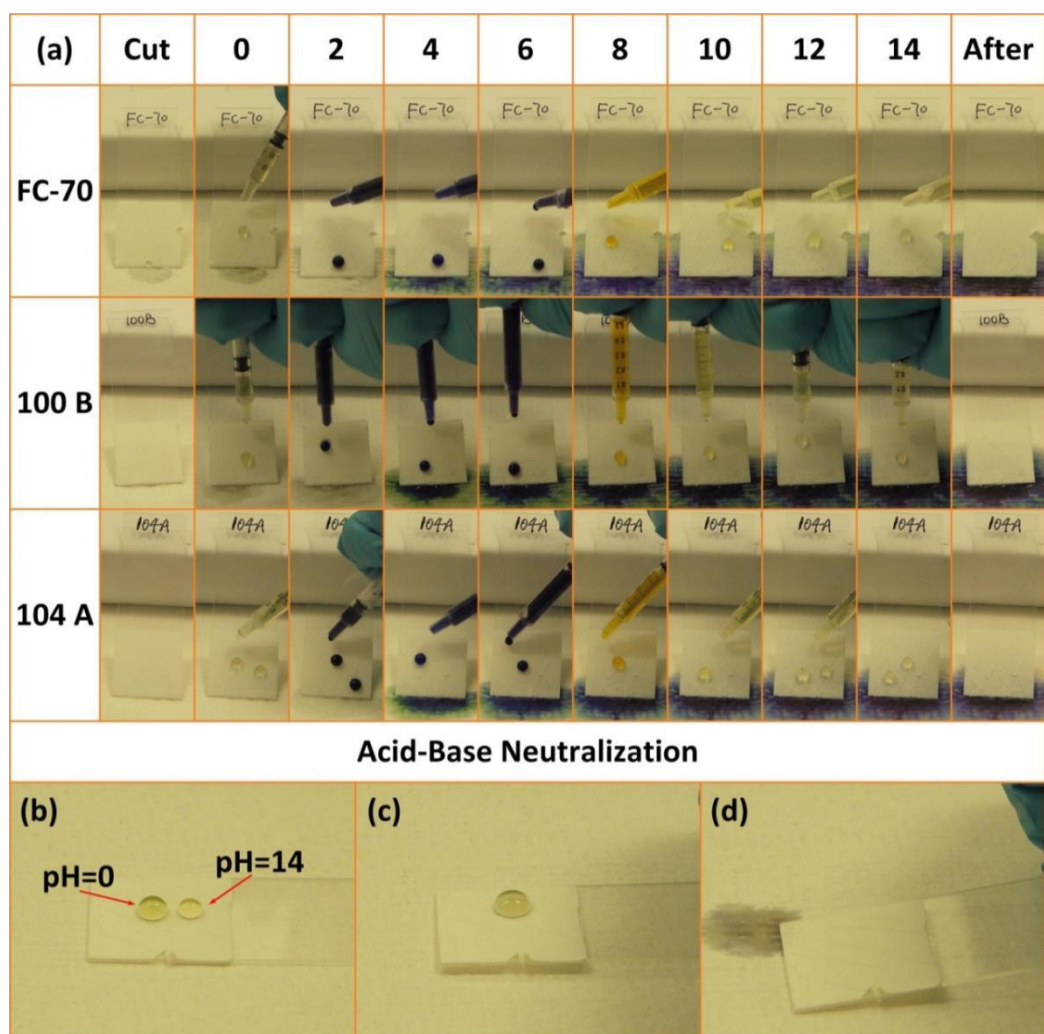 (a) Cut 0 2 4 6 8 10 12 14 After
FC-70 FC-70 FC-70 FC-70 FC-70 FC-70 FC-70 FC-70 FC-70 FC-70
FC-70
100B 100B
100 B
104A 104A 104A 104A 104A 104A 104A 104A 104A
104 A
Acid-Base Neutralization
(b) (c) (d)
pH=0 pH=14